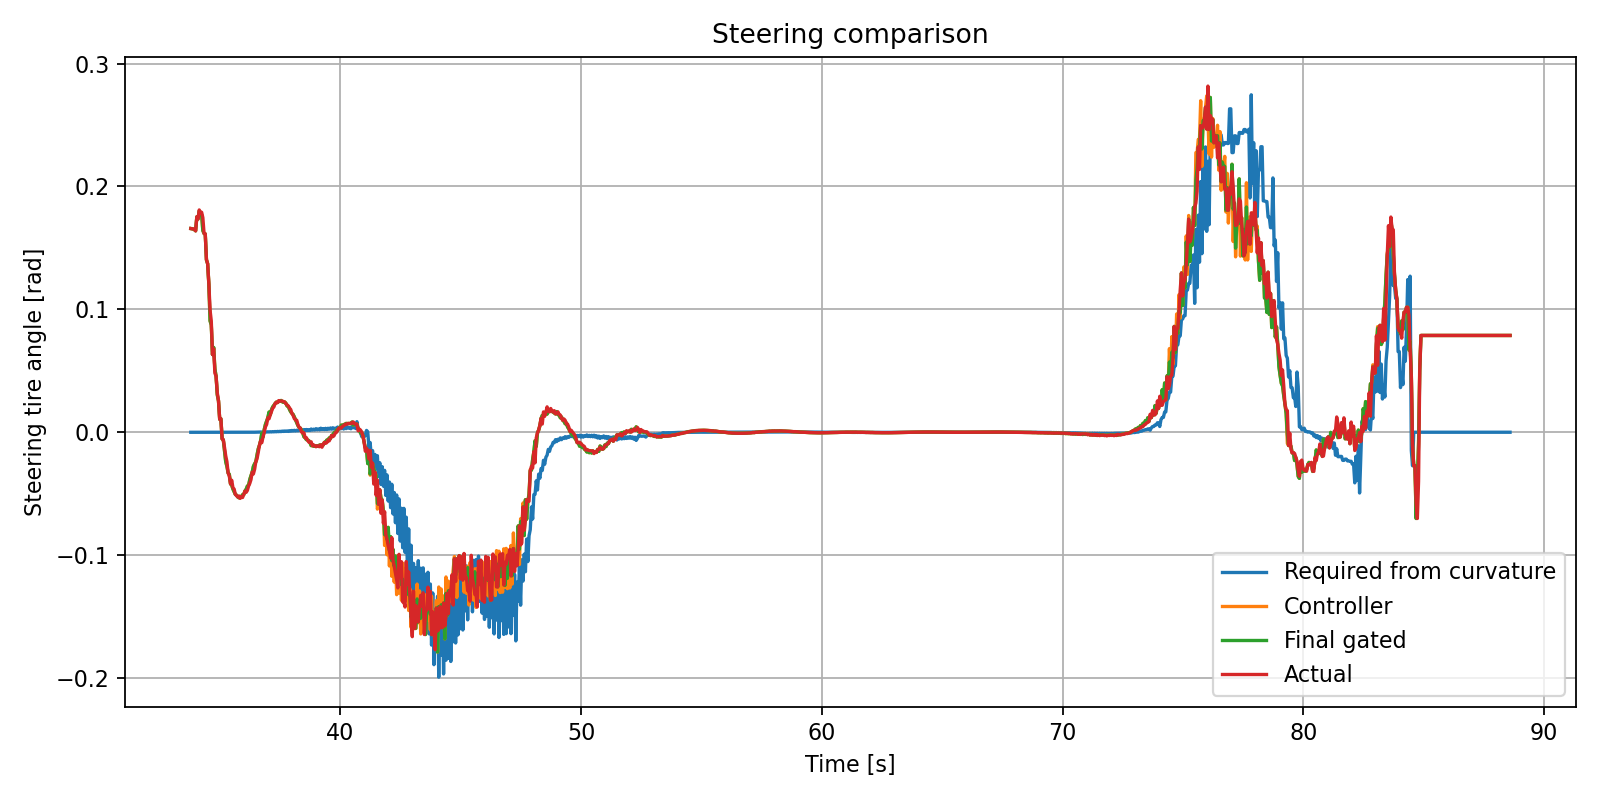 Steering comparison
0.3
0.2
0.1
0.0
−0.1
−0.2
Steering tire angle [rad]
40
50
60
70
80
90
Time [s]
Required from curvature
Controller
Final gated
Actual